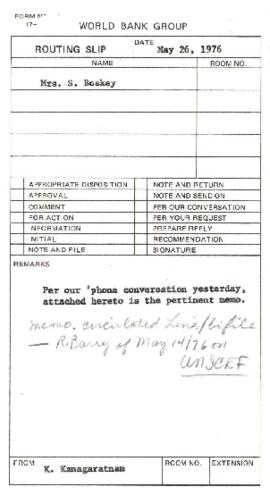 FORM No
17-
WORLD BANK GROUP
ROUTING SLIP
DATE
May 26, 1976
NAME
ROOM NO.
Mrs. S. Boskey
APPROPRIATE DISPOSITION
NOTE AND RETURN
APPROVAL
NOTE AND SEND ON
COMMENT
PER OUR CONVERSATION
FOR ACTION
PER YOUR REQUEST
INFORMATION
PREPARE REPLY
INITIAL
RECOMMENDATION
NOTE AND FILE
SIGNATURE
REMARKS
Per our 'phone conversation yesterday,
attached hereto is the pertinent memo.
memo. circulated
— R. Barry of May 14/76 on
UNICEF
FROM
K. Kanagaratnam
ROOM NO.
EXTENSION